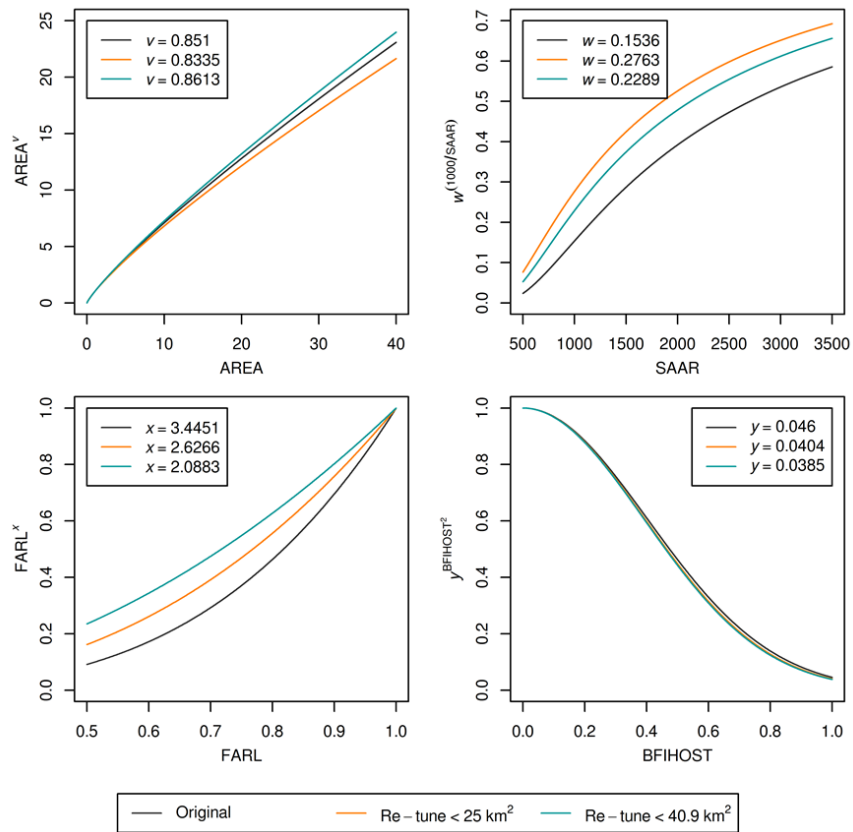 25
20
15
10
5
0
AREA^v
v = 0.851
v = 0.8335
v = 0.8613
0 10 20 30 40
AREA
0.7
0.6
0.5
0.4
0.3
0.2
0.1
0.0
w^(1000/SAAR)
w = 0.1536
w = 0.2763
w = 0.2289
500 1000 1500 2000 2500 3000 3500
SAAR
1.0
0.8
0.6
0.4
0.2
0.0
FARL^x
x = 3.4451
x = 2.6266
x = 2.0883
0.5 0.6 0.7 0.8 0.9 1.0
FARL
1.0
0.8
0.6
0.4
0.2
0.0
y^BFIHOST²
y = 0.046
y = 0.0404
y = 0.0385
0.0 0.2 0.4 0.6 0.8 1.0
BFIHOST
Original Re−tune < 25 km² Re−tune < 40.9 km²